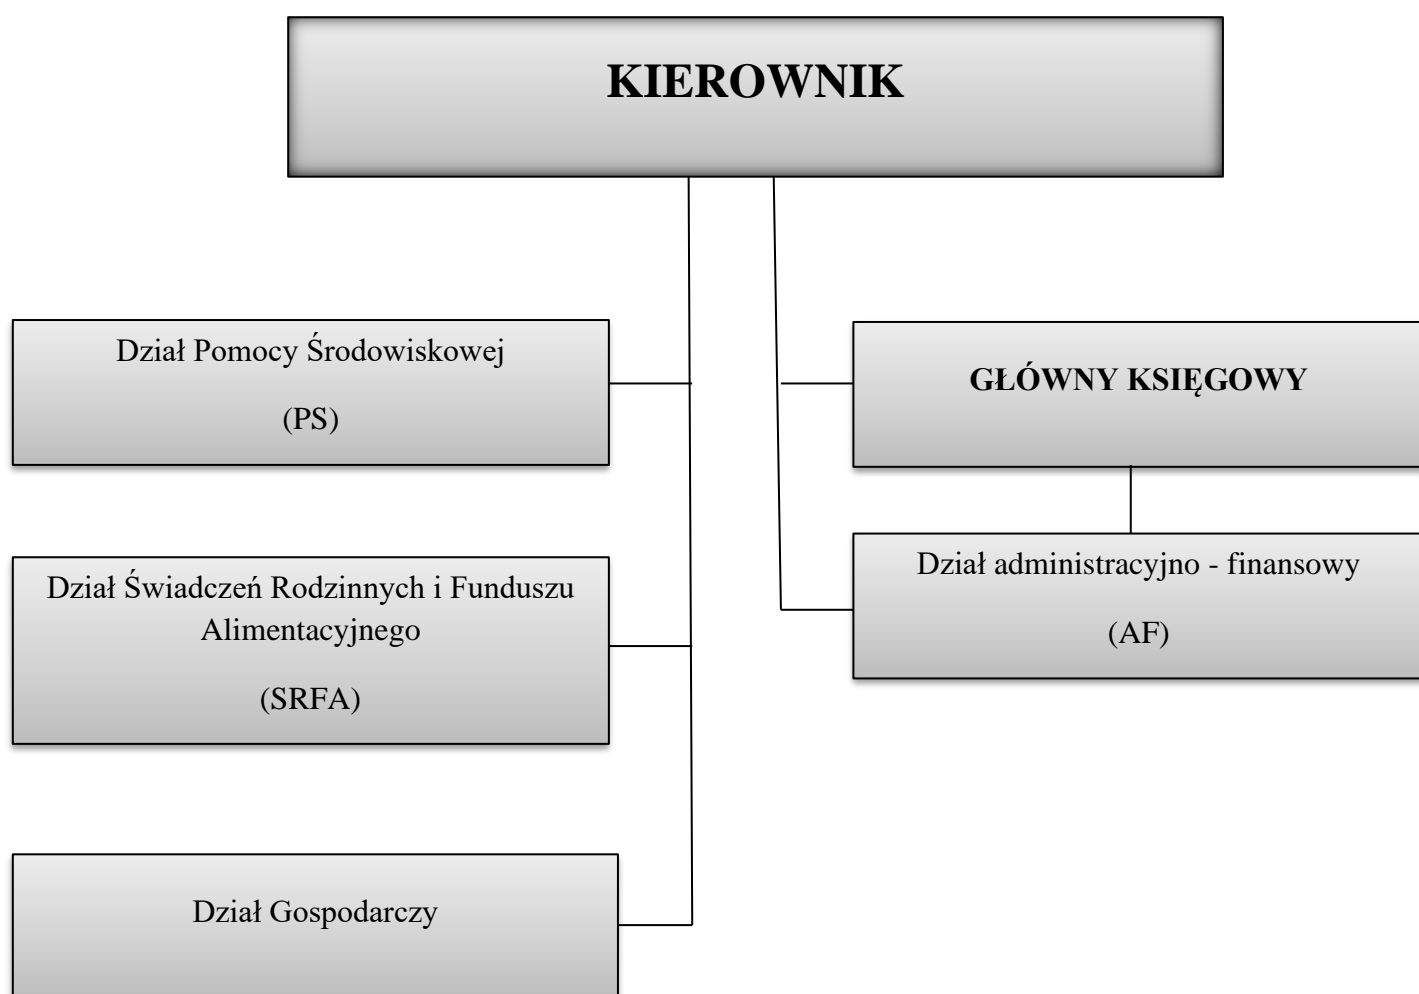 KIEROWNIK
Dział Pomocy Środowiskowej
(PS)
GŁÓWNY KSIĘGOWY
Dział Świadczeń Rodzinnych i Funduszu
Alimentacyjnego
(SRFA)
Dział administracyjno - finansowy
(AF)
Dział Gospodarczy